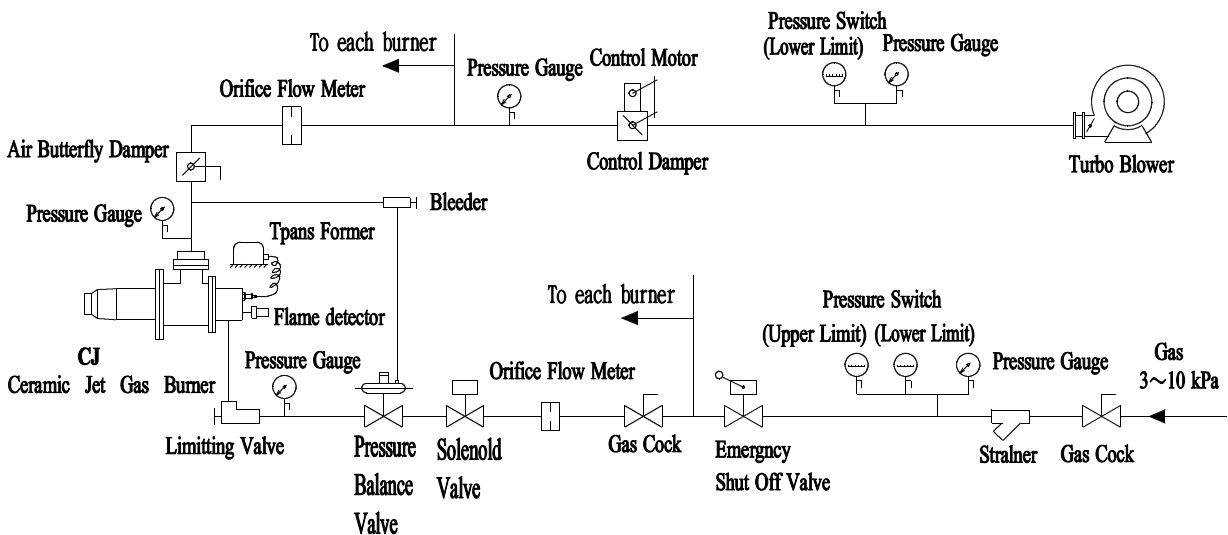 To each burner
Pressure Switch
(Lower Limit)
Pressure Gauge
Control Motor
Pressure Gauge
Orifice Flow Meter
Air Butterfly Damper
Control Damper
Turbo Blower
Pressure Gauge
Bleeder
Tpans Former
To each burner
Pressure Switch
(Upper Limit) (Lower Limit)
Flame detector
CJ
Ceramic Jet Gas Burner
Pressure Gauge
Orifice Flow Meter
Pressure Gauge
Gas
3～10 kPa
Limitting Valve
Pressure
Balance
Valve
Solenold
Valve
Gas Cock
Emergncy
Shut Off Valve
Stralner
Gas Cock